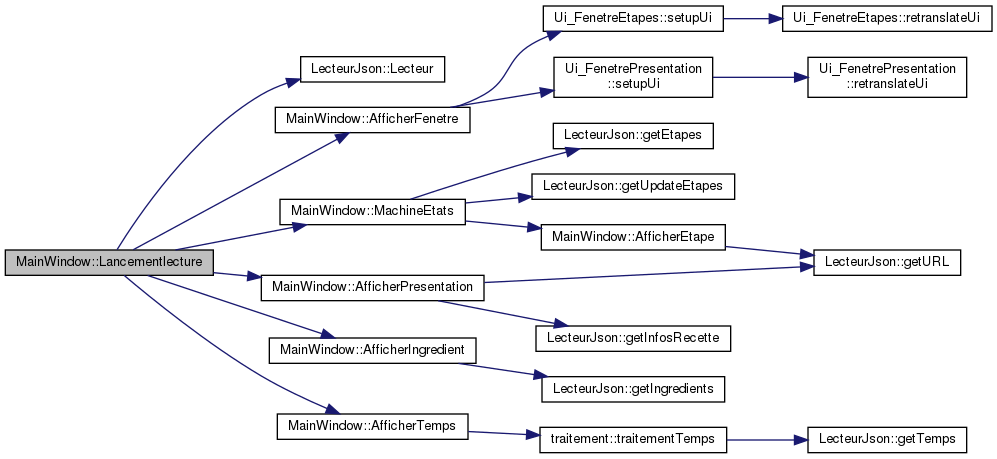 Ui_FenetreEtapes::setupUi
Ui_FenetreEtapes::retranslateUi
LecteurJson::Lecteur
Ui_FenetrePresentation
::setupUi
Ui_FenetrePresentation
::retranslateUi
MainWindow::AfficherFenetre
LecteurJson::getEtapes
LecteurJson::getUpdateEtapes
MainWindow::MachineEtats
MainWindow::AfficherEtape
MainWindow::Lancementlecture
LecteurJson::getURL
MainWindow::AfficherPresentation
LecteurJson::getInfosRecette
MainWindow::AfficherIngredient
LecteurJson::getIngredients
MainWindow::AfficherTemps
traitement::traitementTemps
LecteurJson::getTemps